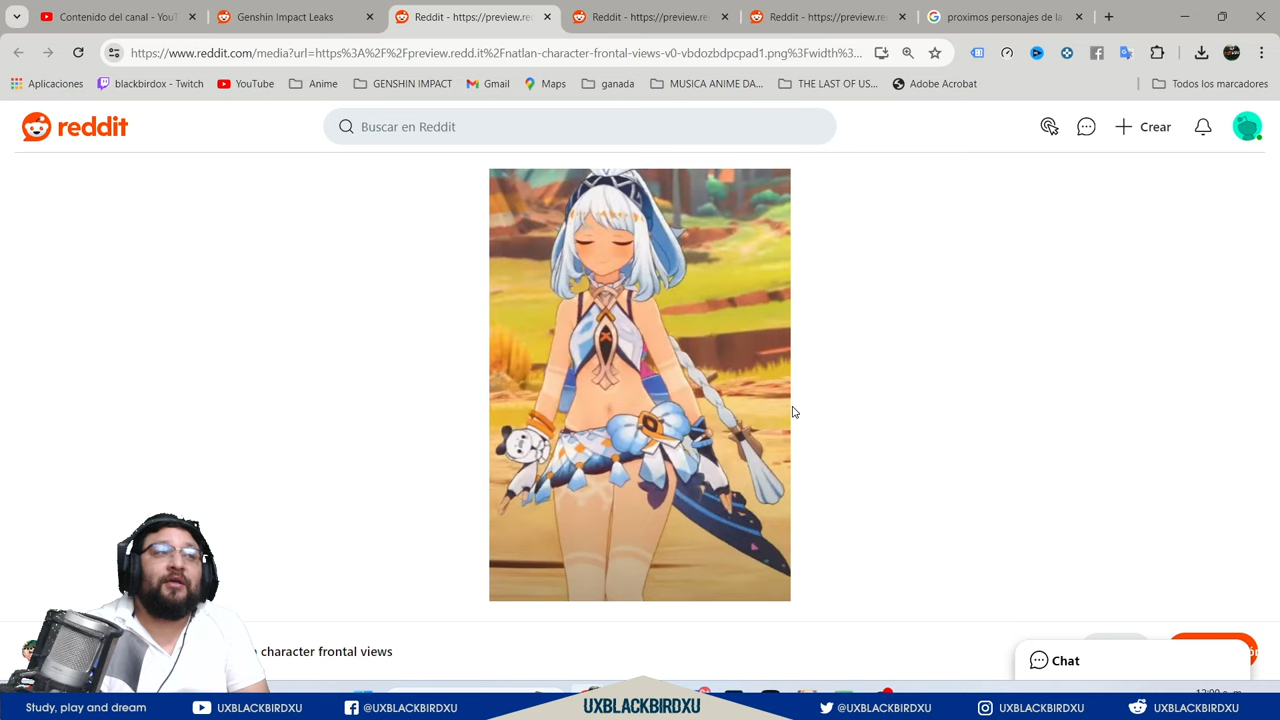 Contenido del canal - YouT
Genshin Impact Leaks
Reddit - https://preview.re
Reddit - https://preview.re
Reddit - https://preview.re
proximos personajes de la
https://www.reddit.com/media?url=https%3A%2F%2Fpreview.redd.it%2Fnatlan-character-frontal-views-v0-vbdozbdpcpad1.png%3Fwidth%3...
Aplicaciones
blackbirdox - Twitch
YouTube
Anime
GENSHIN IMPACT
Gmail
Maps
ganada
MUSICA ANIME DA...
THE LAST OF US...
Adobe Acrobat
Todos los marcadores
reddit
Buscar en Reddit
Crear
character frontal views
Chat
Study, play and dream
UXBLACKBIRDXU
@UXBLACKBIRDXU
UXBLACKBIRDXU
@UXBLACKBIRDXU
UXBLACKBIRDXU
UXBLACKBIRDXU